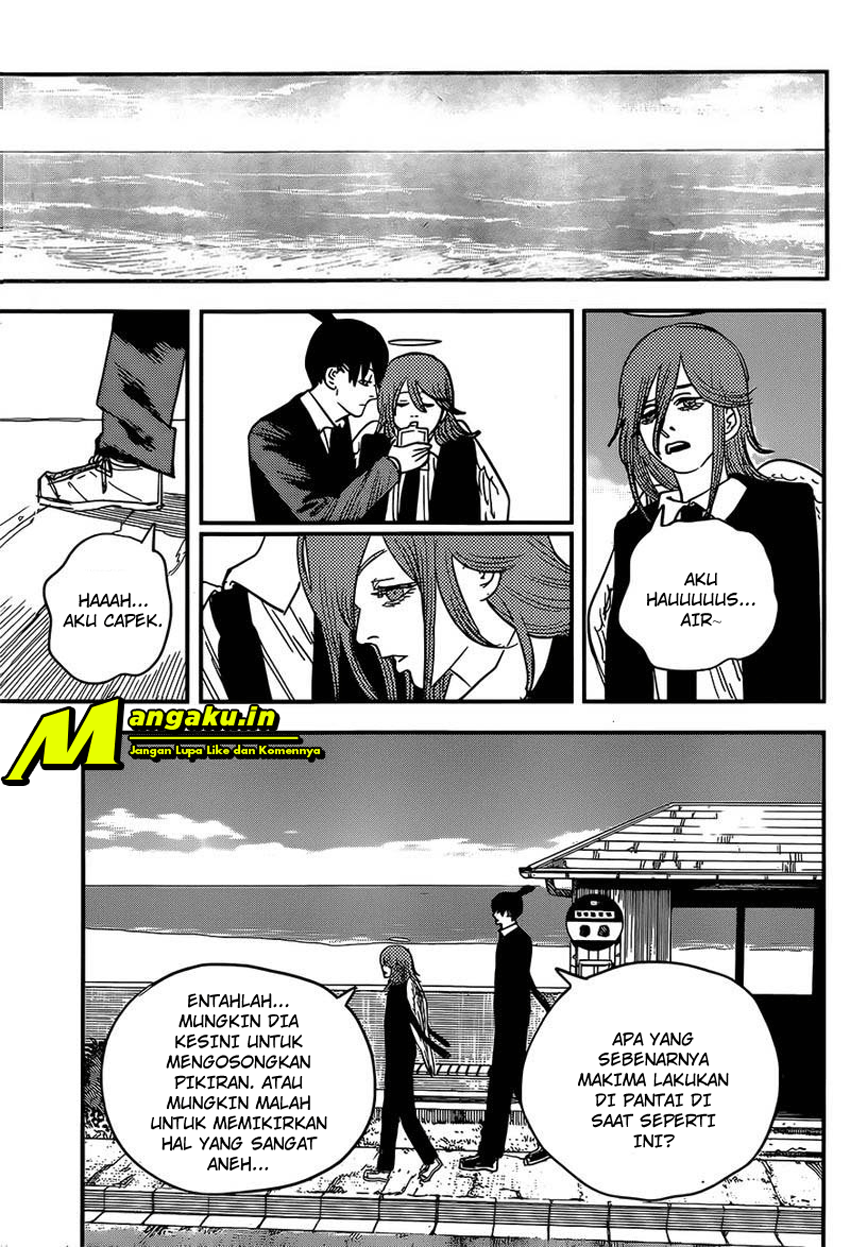 AKU
HAUUUUUS...
AIR~
HAAAH...
AKU CAPEK.
Mangaku.in
Jangan Lupa Like dan Komennya
APA YANG
SEBENARNYA
MAKIMA LAKUKAN
DI PANTAI DI
SAAT SEPERTI
INI?
ENTAHLAH...
MUNGKIN DIA
KESINI UNTUK
MENGOSONGKAN
PIKIRAN. ATAU
MUNGKIN MALAH
UNTUK MEMIKIRKAN
HAL YANG SANGAT
ANEH...